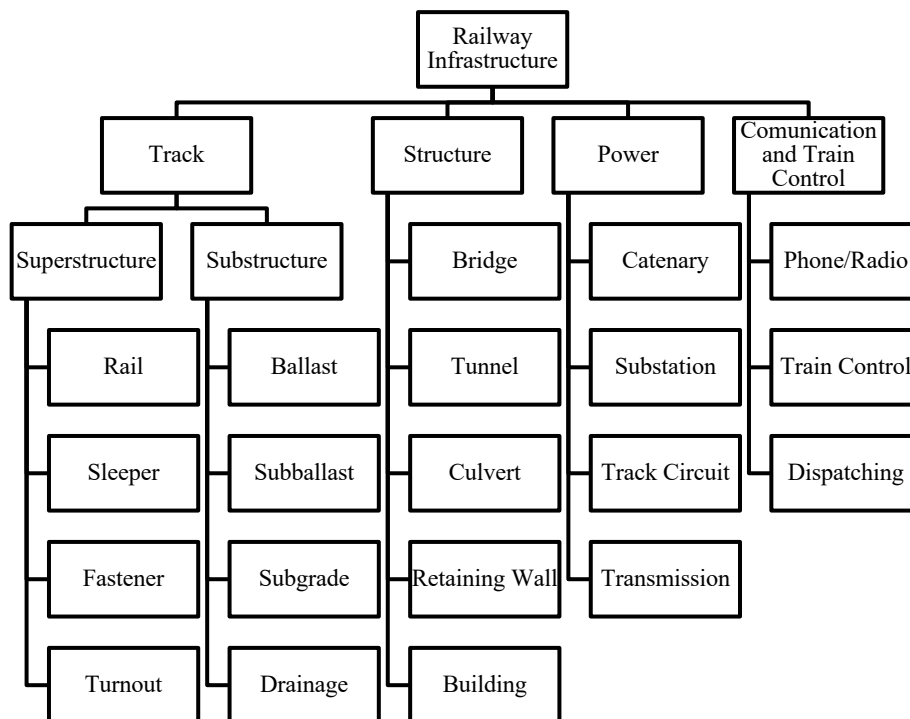 Railway
Infrastructure
Track
Structure
Power
Comunication
and Train
Control
Superstructure
Substructure
Bridge
Catenary
Phone/Radio
Rail
Ballast
Tunnel
Substation
Train Control
Sleeper
Subballast
Culvert
Track Circuit
Dispatching
Fastener
Subgrade
Retaining Wall
Transmission
Turnout
Drainage
Building